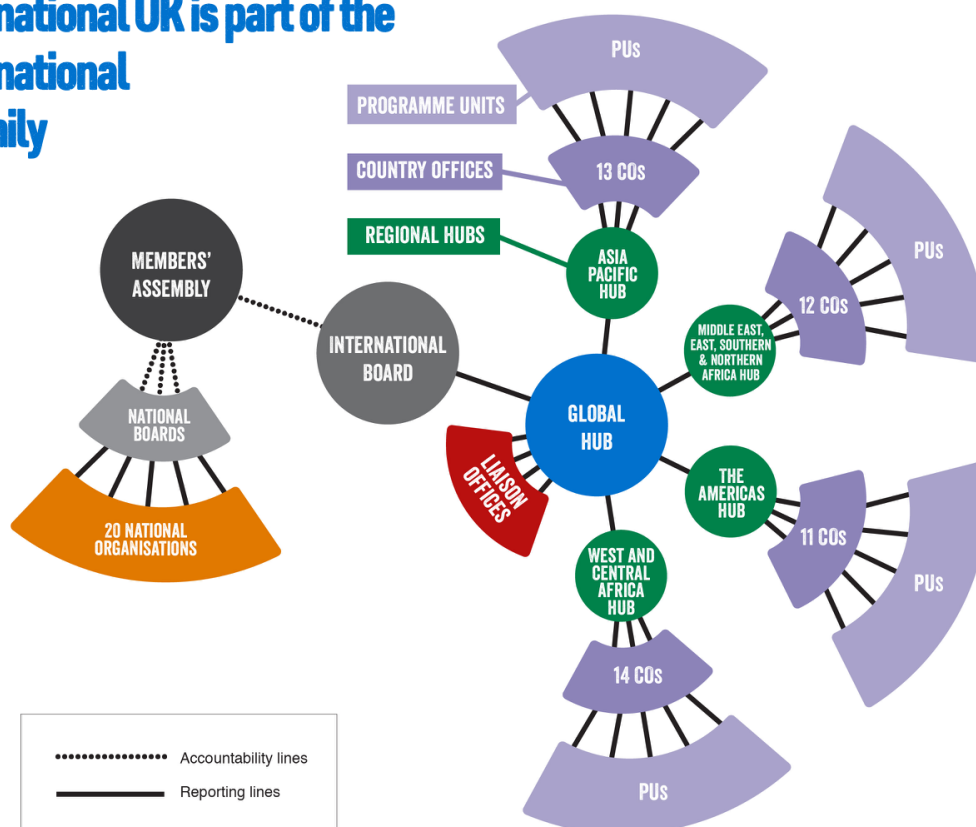 national UK is part of the
national
PUs
PROGRAMME UNITS
COUNTRY OFFICES
13 COs
REGIONAL HUBS
ASIA
PACIFIC
HUB
MEMBERS'
ASSEMBLY
INTERNATIONAL
BOARD
PUs
12 COs
MIDDLE EAST,
EAST, SOUTHERN
& NORTHERN
AFRICA HUB
GLOBAL
HUB
NATIONAL
BOARDS
LIAISON
OFFICES
THE
AMERICAS
HUB
11 COs
PUs
20 NATIONAL
ORGANISATIONS
WEST AND
CENTRAL
AFRICA
HUB
14 COs
PUs
Accountability lines
Reporting lines